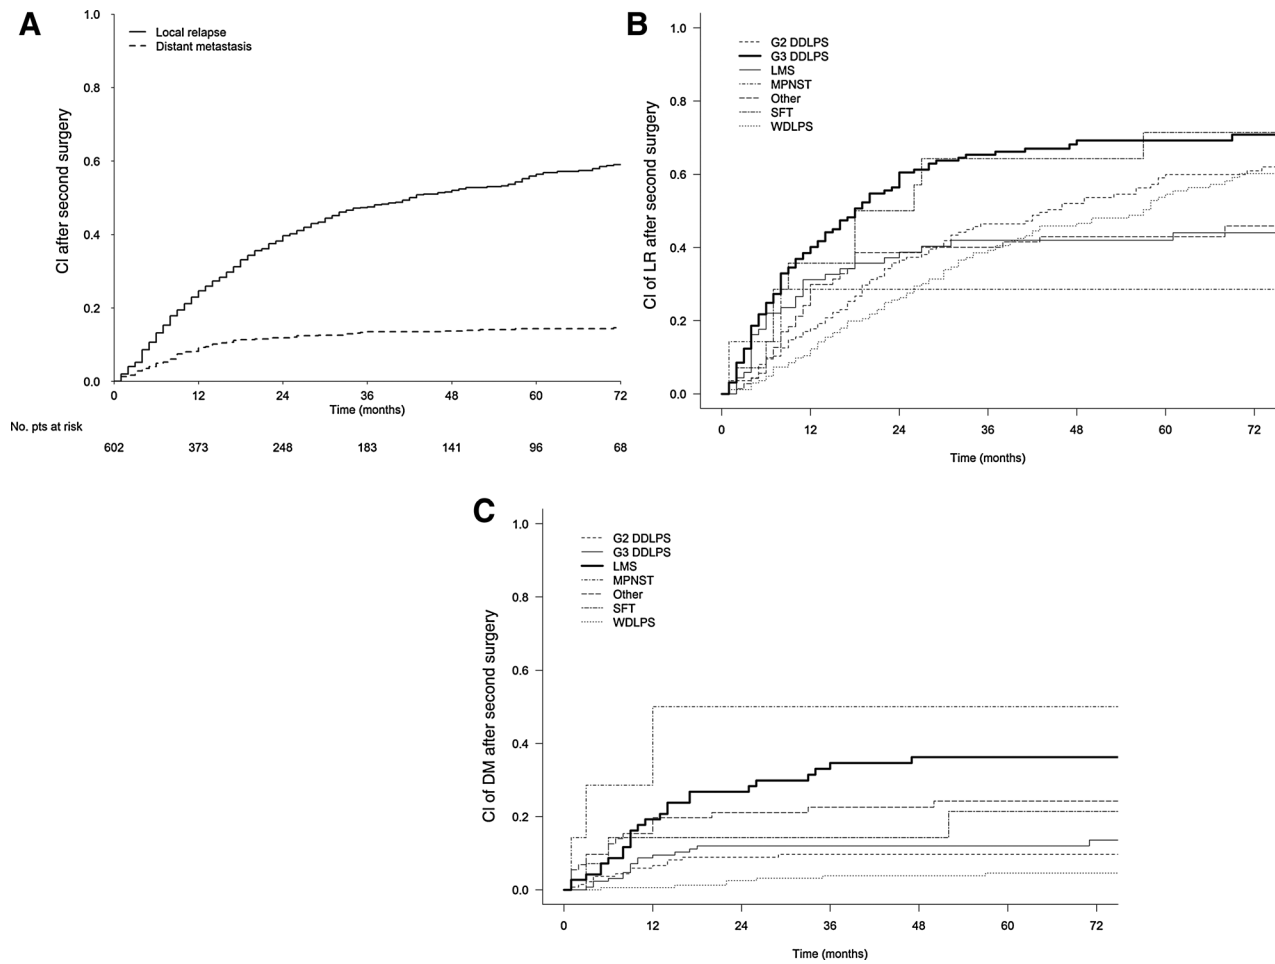 A
CI after second surgery
1.0
0.8
0.6
0.4
0.2
0.0
Local relapse
Distant metastasis
0 12 24 36 48 60 72
Time (months)
No. pts at risk
602 373 248 183 141 96 68
B
CI of LR after second surgery
1.0
0.8
0.6
0.4
0.2
0.0
G2 DDLPS
G3 DDLPS
LMS
MPNST
Other
SFT
WDLPS
0 12 24 36 48 60 72
Time (months)
C
CI of DM after second surgery
1.0
0.8
0.6
0.4
0.2
0.0
G2 DDLPS
G3 DDLPS
LMS
MPNST
Other
SFT
WDLPS
0 12 24 36 48 60 72
Time (months)